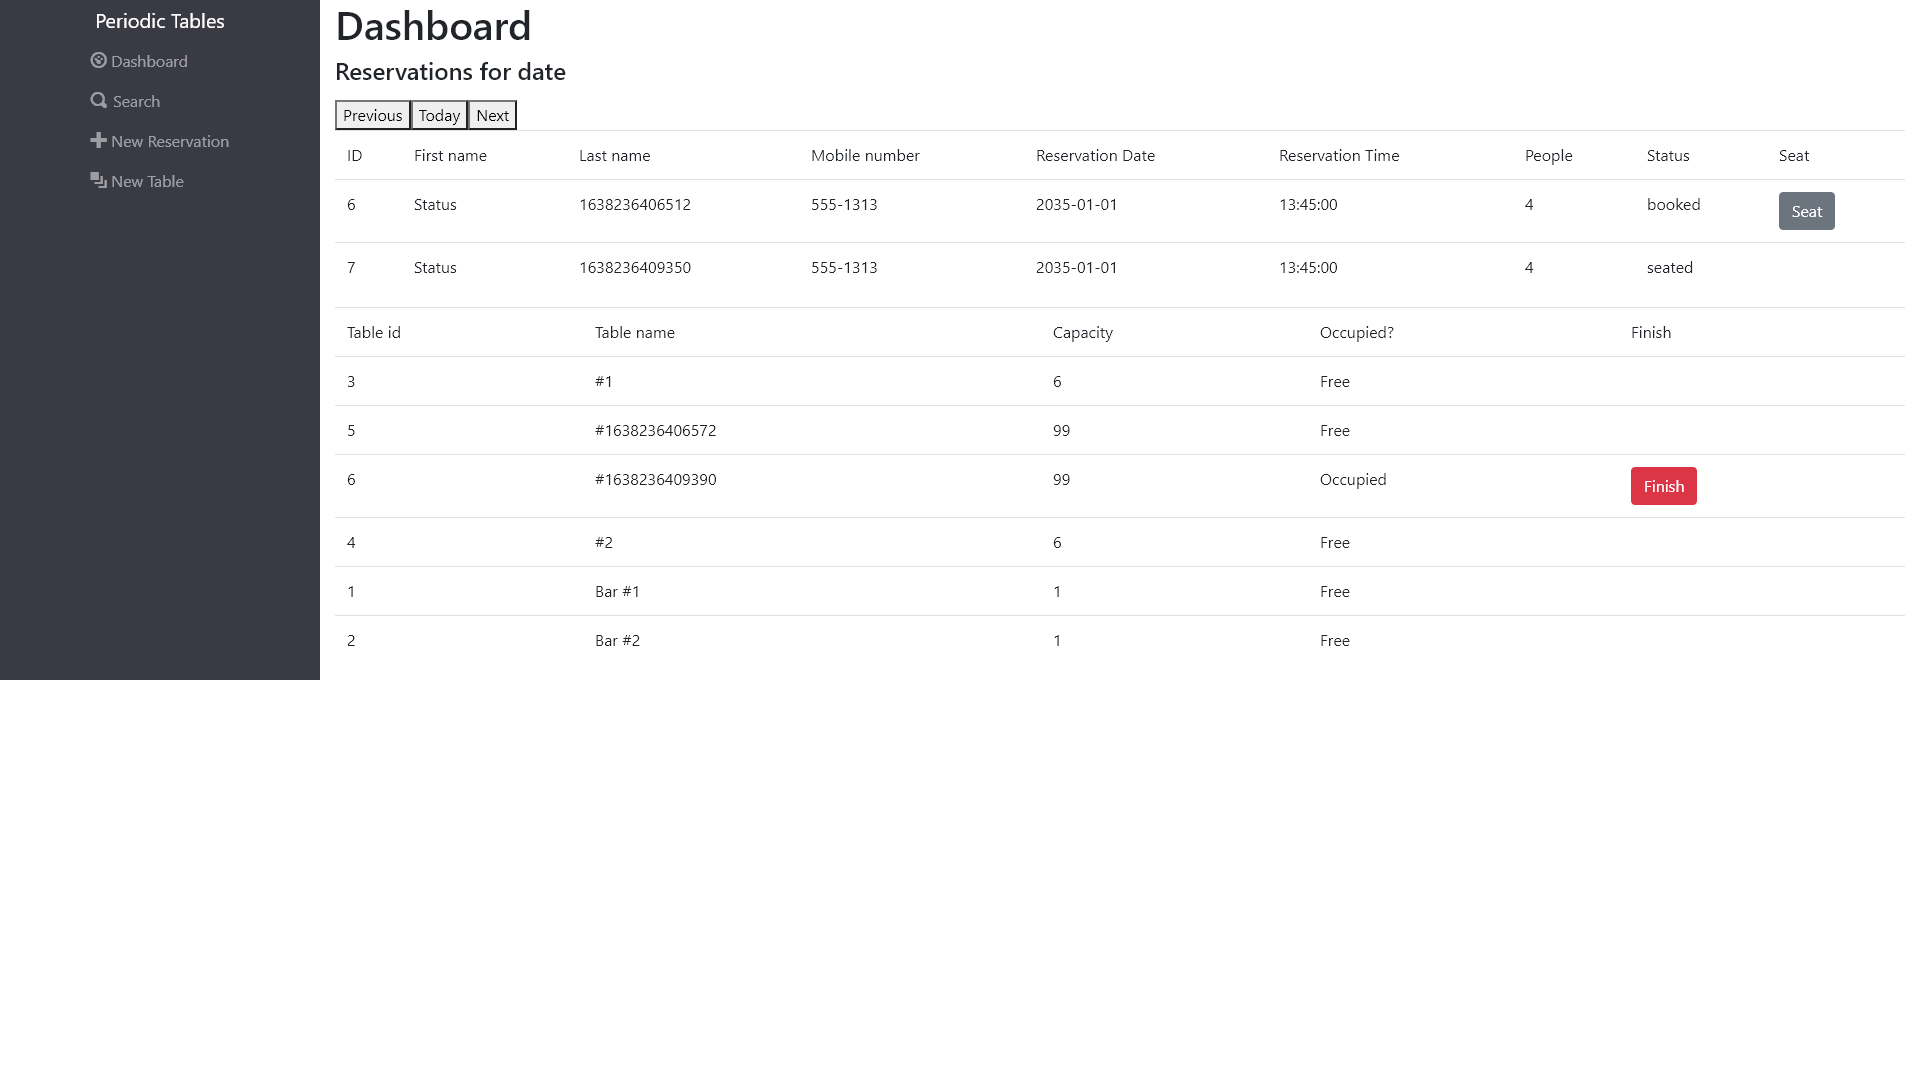 Periodic Tables
Dashboard
Search
New Reservation
New Table
Dashboard
Reservations for date
Previous Today Next
ID First name Last name Mobile number Reservation Date Reservation Time People Status Seat
6 Status 1638236406512 555-1313 2035-01-01 13:45:00 4 booked Seat
7 Status 1638236409350 555-1313 2035-01-01 13:45:00 4 seated
Table id Table name Capacity Occupied? Finish
3 #1 6 Free
5 #1638236406572 99 Free
6 #1638236409390 99 Occupied Finish
4 #2 6 Free
1 Bar #1 1 Free
2 Bar #2 1 Free